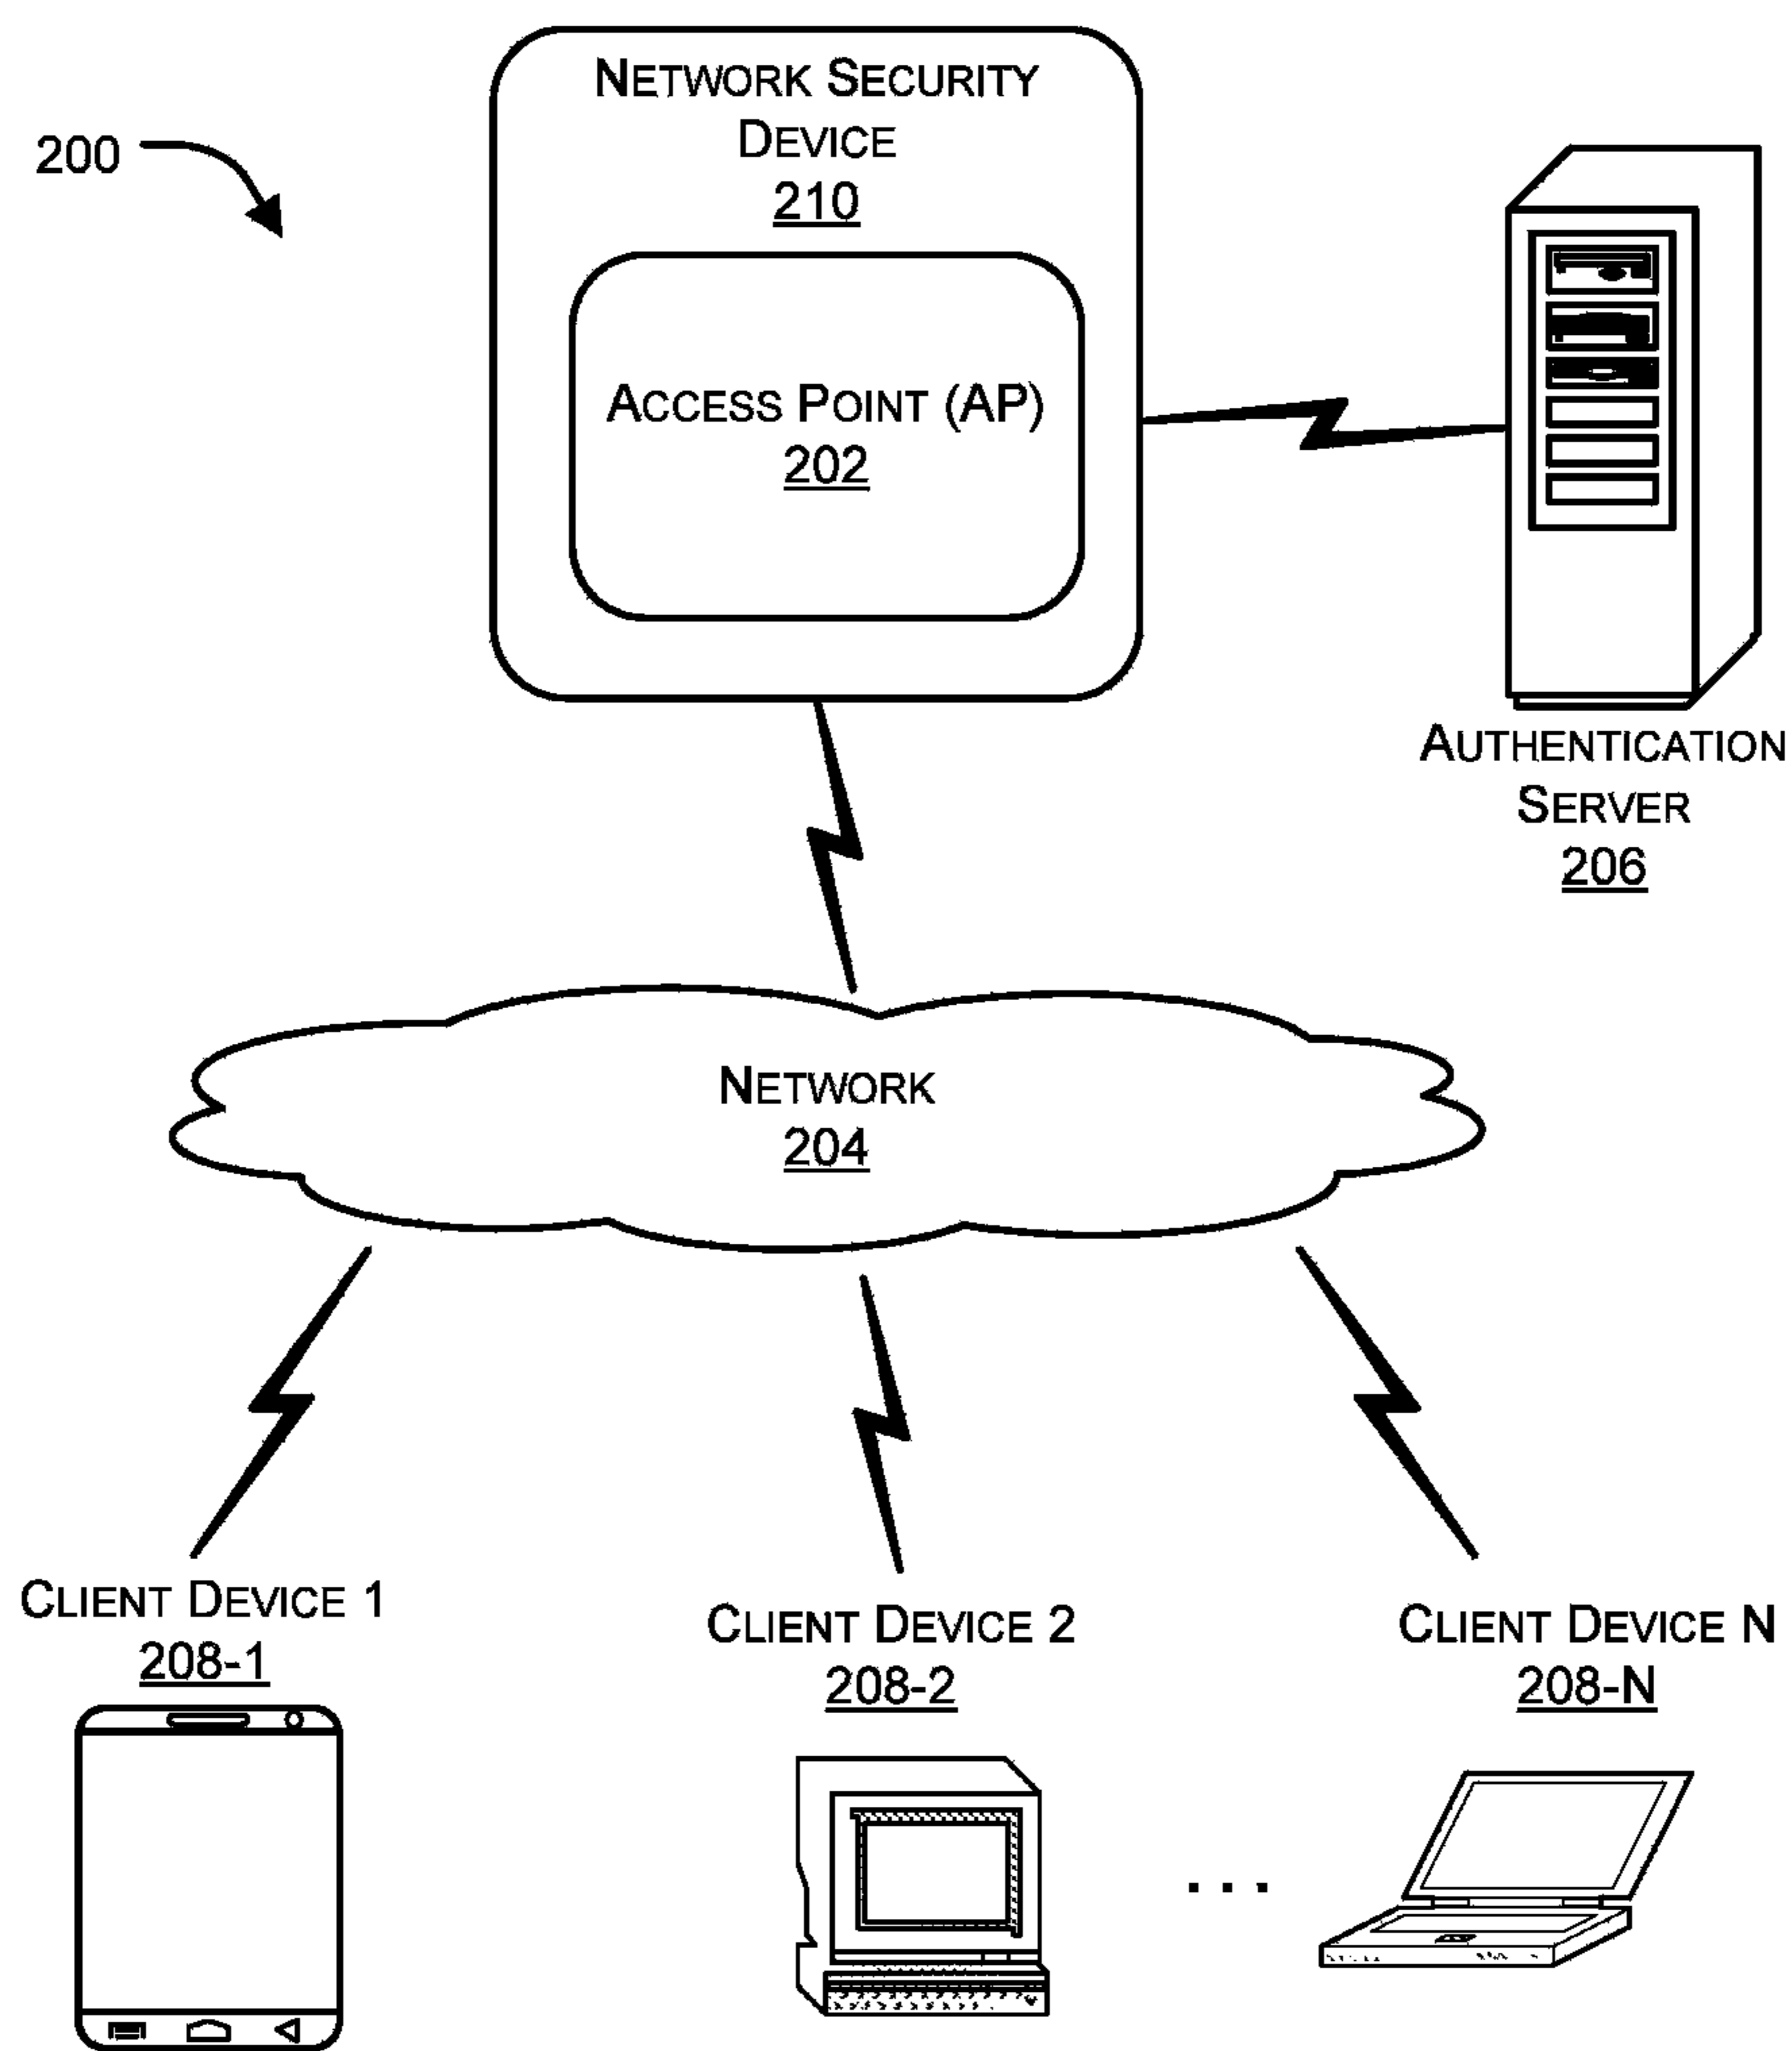 NETWORK SECURITY
DEVICE
210
200
ACCESS POINT (AP)
202
AUTHENTICATION
SERVER
206
NETWORK
204
CLIENT DEVICE 1
208-1
CLIENT DEVICE 2
208-2
CLIENT DEVICE N
208-N
...